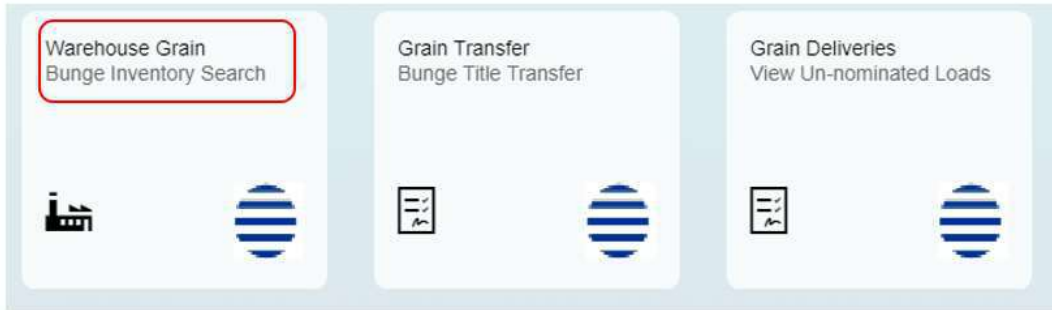 Warehouse Grain
Bunge Inventory Search
Grain Transfer
Bunge Title Transfer
Grain Deliveries
View Un-nominated Loads